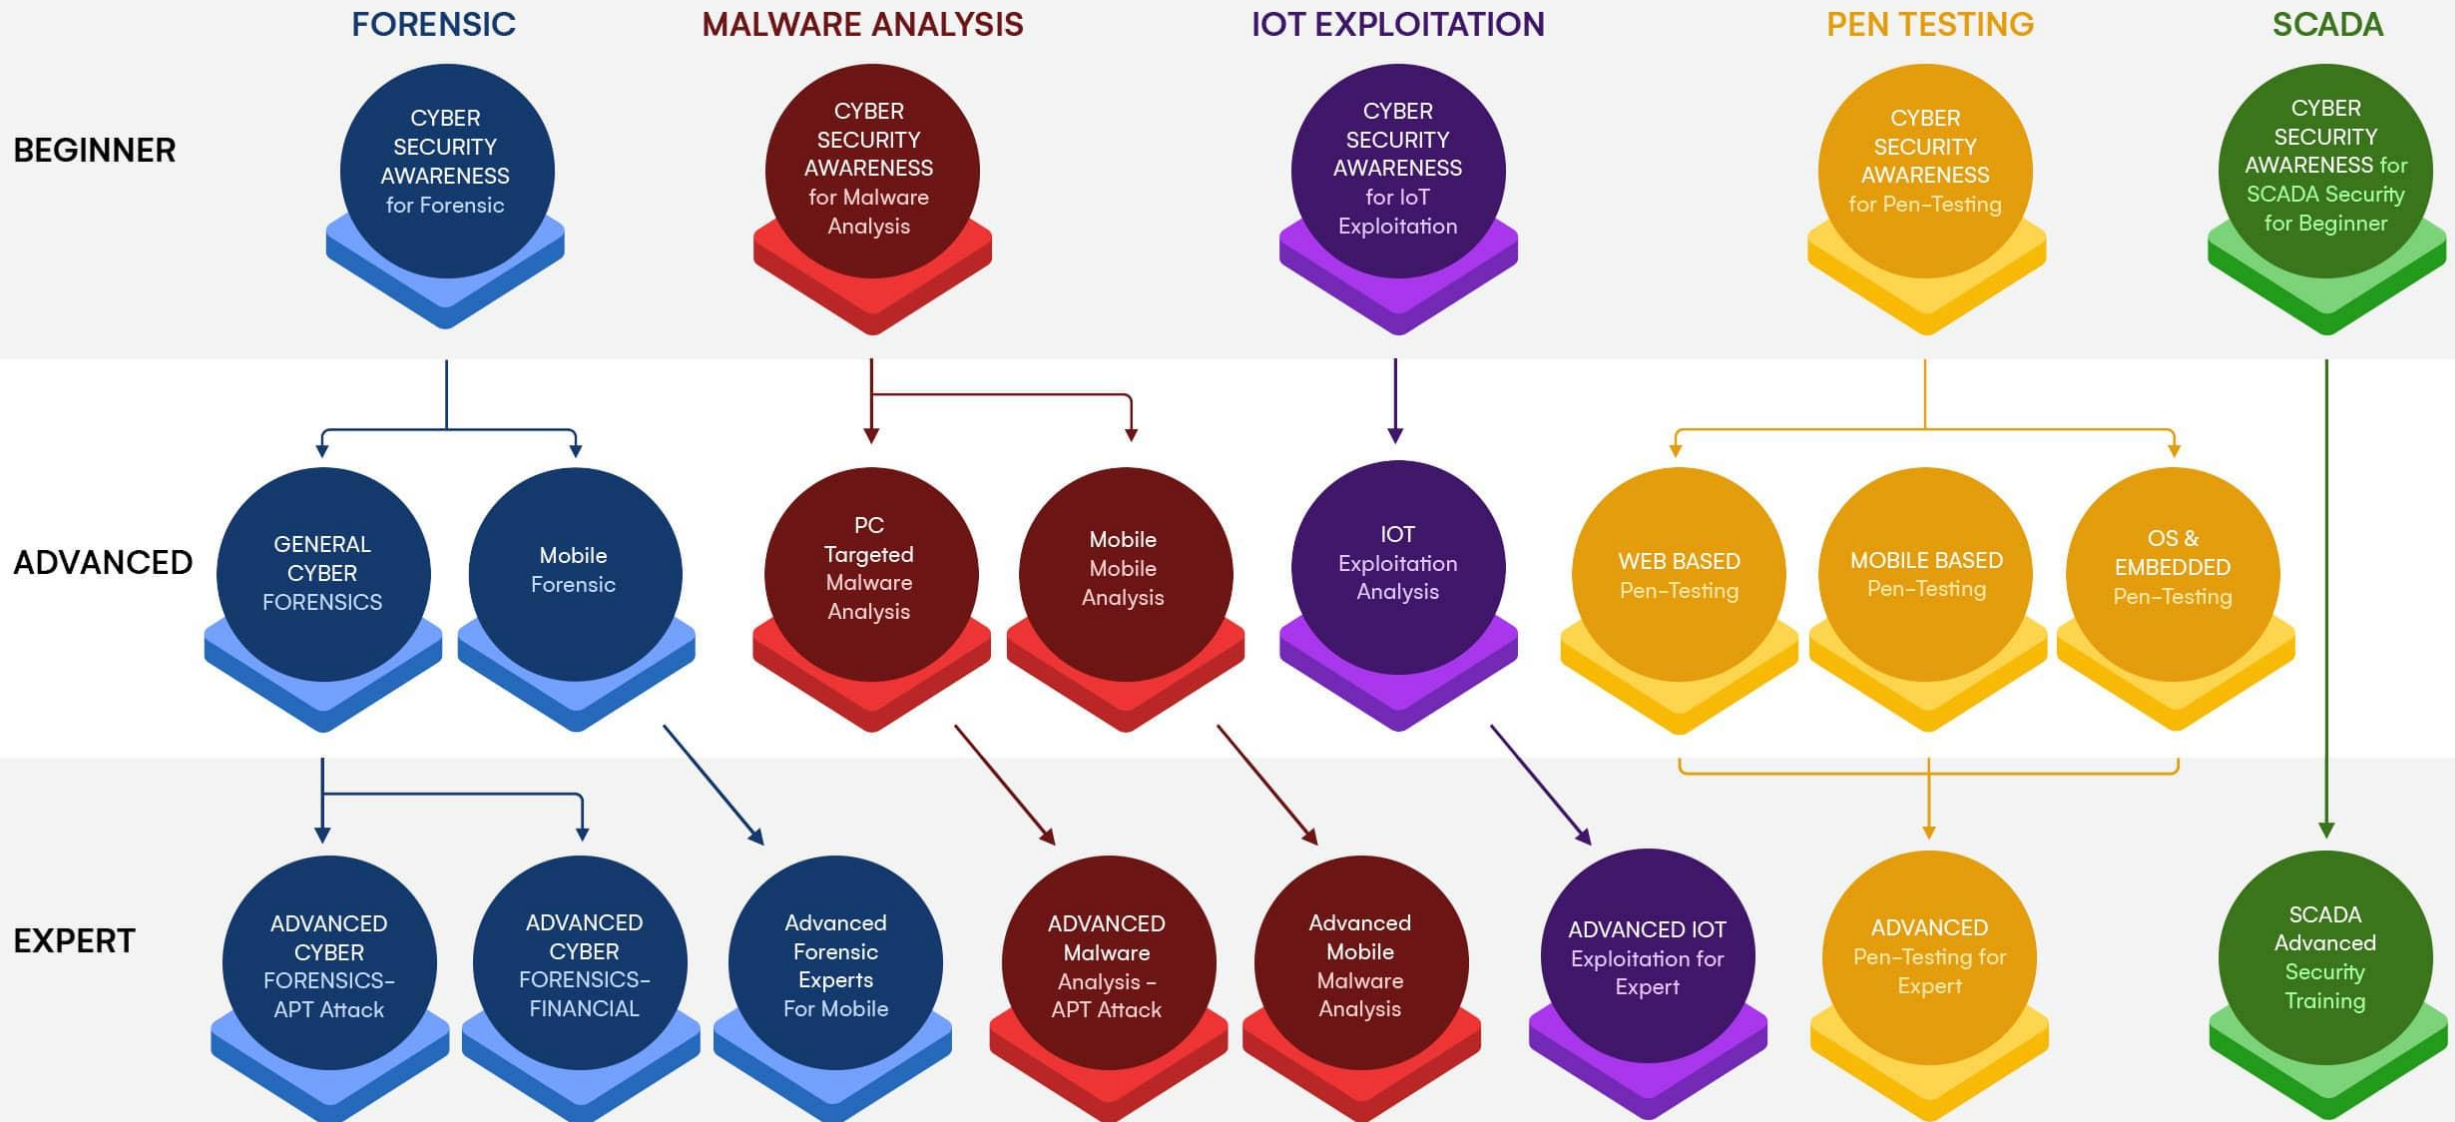 FORENSIC
MALWARE ANALYSIS
IOT EXPLOITATION
PEN TESTING
SCADA
BEGINNER
CYBER
SECURITY
AWARENESS
for Forensic
CYBER
SECURITY
AWARENESS
for Malware
Analysis
CYBER
SECURITY
AWARENESS
for IoT
Exploitation
CYBER
SECURITY
AWARENESS
for Pen-Testing
CYBER
SECURITY
AWARENESS for
SCADA Security
for Beginner
ADVANCED
GENERAL
CYBER
FORENSICS
Mobile
Forensic
PC
Targeted
Malware
Analysis
Mobile
Mobile
Analysis
IOT
Exploitation
Analysis
WEB BASED
Pen-Testing
MOBILE BASED
Pen-Testing
OS &
EMBEDDED
Pen-Testing
EXPERT
ADVANCED
CYBER
FORENSICS-
APT Attack
ADVANCED
CYBER
FORENSICS-
FINANCIAL
Advanced
Forensic
Experts
For Mobile
ADVANCED
Malware
Analysis -
APT Attack
Advanced
Mobile
Malware
Analysis
ADVANCED IOT
Exploitation for
Expert
ADVANCED
Pen-Testing for
Expert
SCADA
Advanced
Security
Training